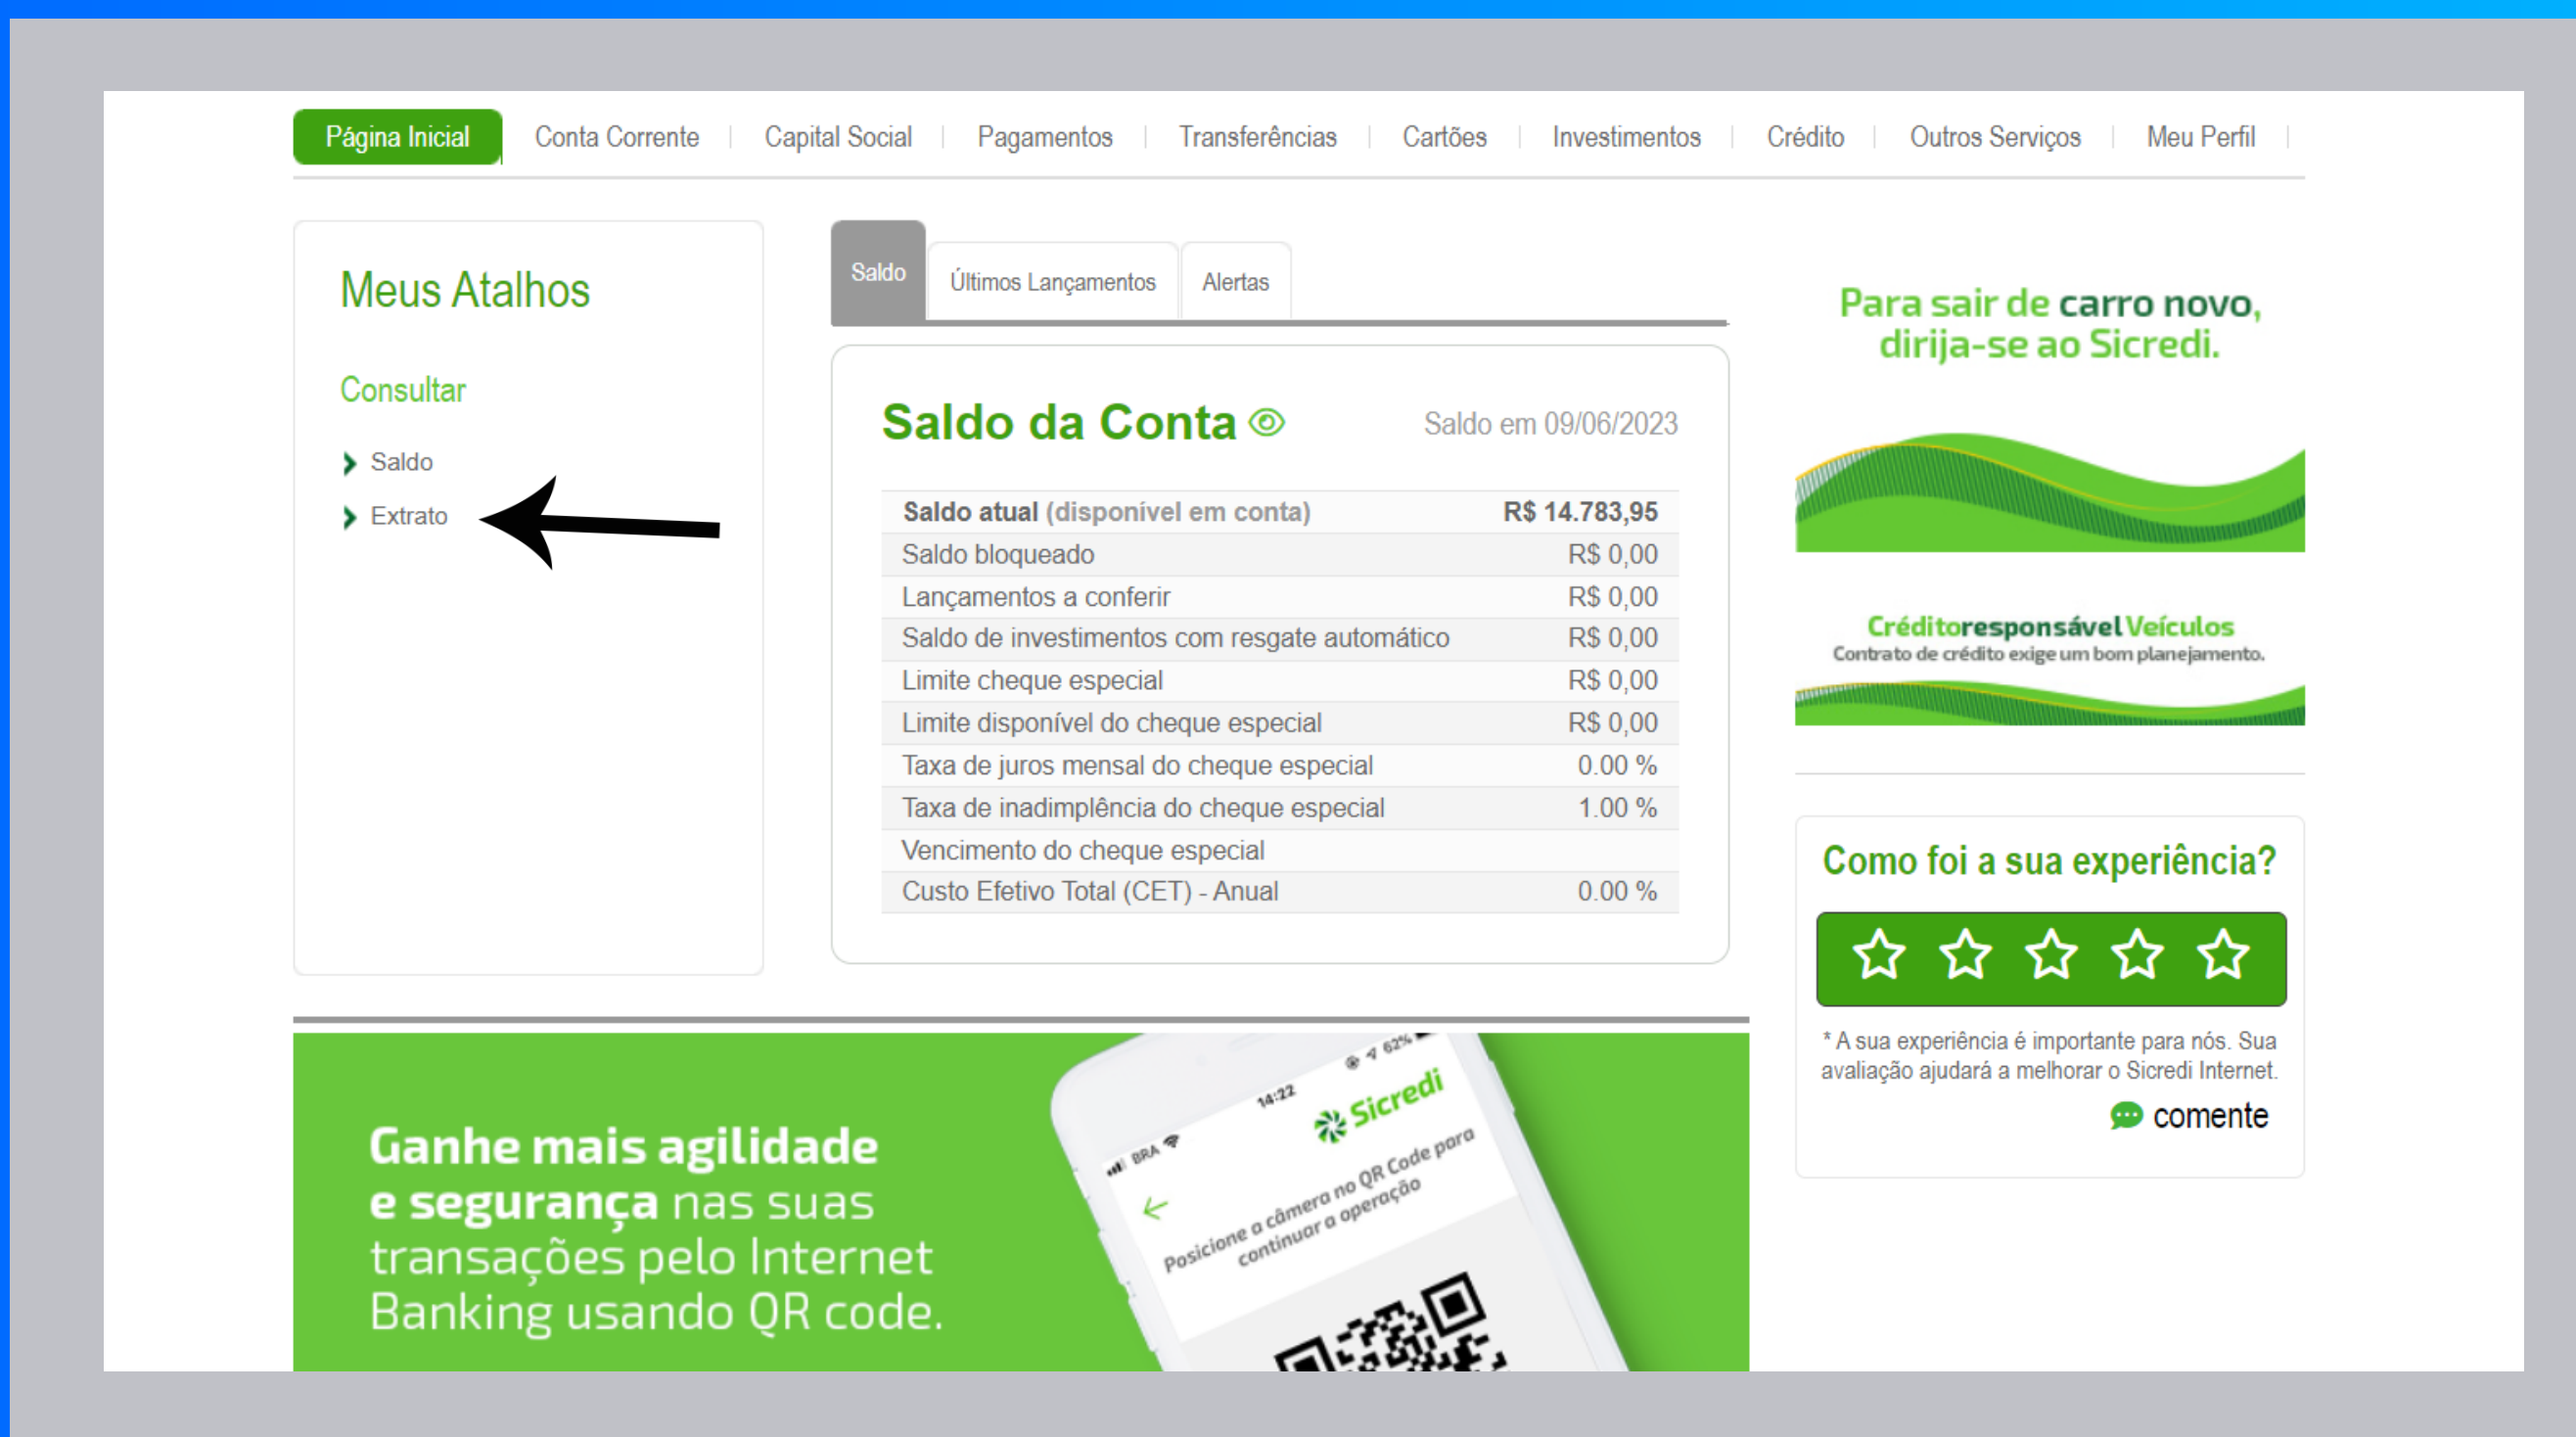 Página Inicial Conta Corrente Capital Social Pagamentos Transferências Cartões Investimentos Crédito Outros Serviços Meu Perfil
Meus Atalhos
Consultar
Saldo
Extrato
Saldo Últimos Lançamentos Alertas
Saldo da Conta Saldo em 09/06/2023
Saldo atual (disponível em conta) R$ 14.783,95
Saldo bloqueado R$ 0,00
Lançamentos a conferir R$ 0,00
Saldo de investimentos com resgate automático R$ 0,00
Limite cheque especial R$ 0,00
Limite disponível do cheque especial R$ 0,00
Taxa de juros mensal do cheque especial 0.00 %
Taxa de inadimplência do cheque especial 1.00 %
Vencimento do cheque especial
Custo Efetivo Total (CET) - Anual 0.00 %
Para sair de carro novo,
dirija-se ao Sicredi.
CréditoresponsávelVeículos
Contrato de crédito exige um bom planejamento.
Como foi a sua experiência?
* A sua experiência é importante para nós. Sua
avaliação ajudará a melhorar o Sicredi Internet.
comente
Ganhe mais agilidade
e segurança nas suas
transações pelo Internet
Banking usando QR code.
BRA 14:22 62%
Sicredi
Posicione a câmera no QR Code para
continuar a operação